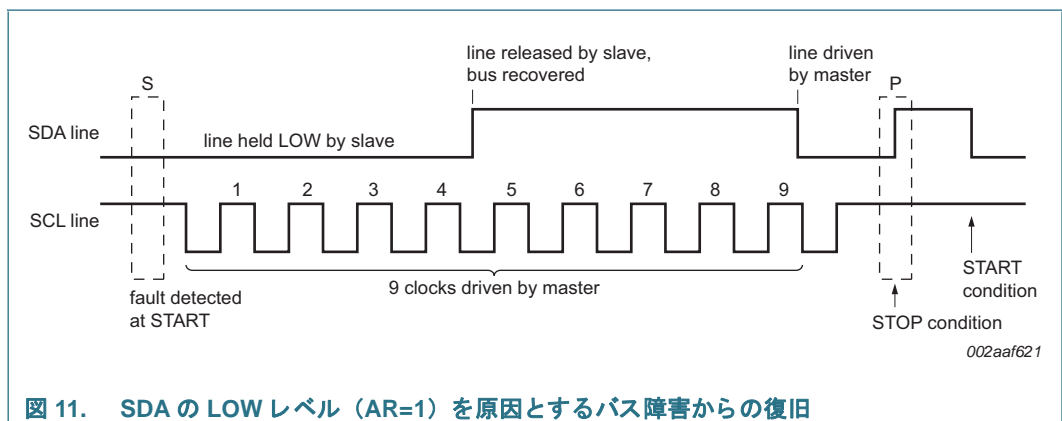 line released by slave,
bus recovered
line driven
by master
S
P
SDA line
line held LOW by slave
1 2 3 4 5 6 7 8 9
SCL line
fault detected
at START
9 clocks driven by master
START
condition
STOP condition
002aaf621
図 11. SDA の LOW レベル（AR=1）を原因とするバス障害からの復旧